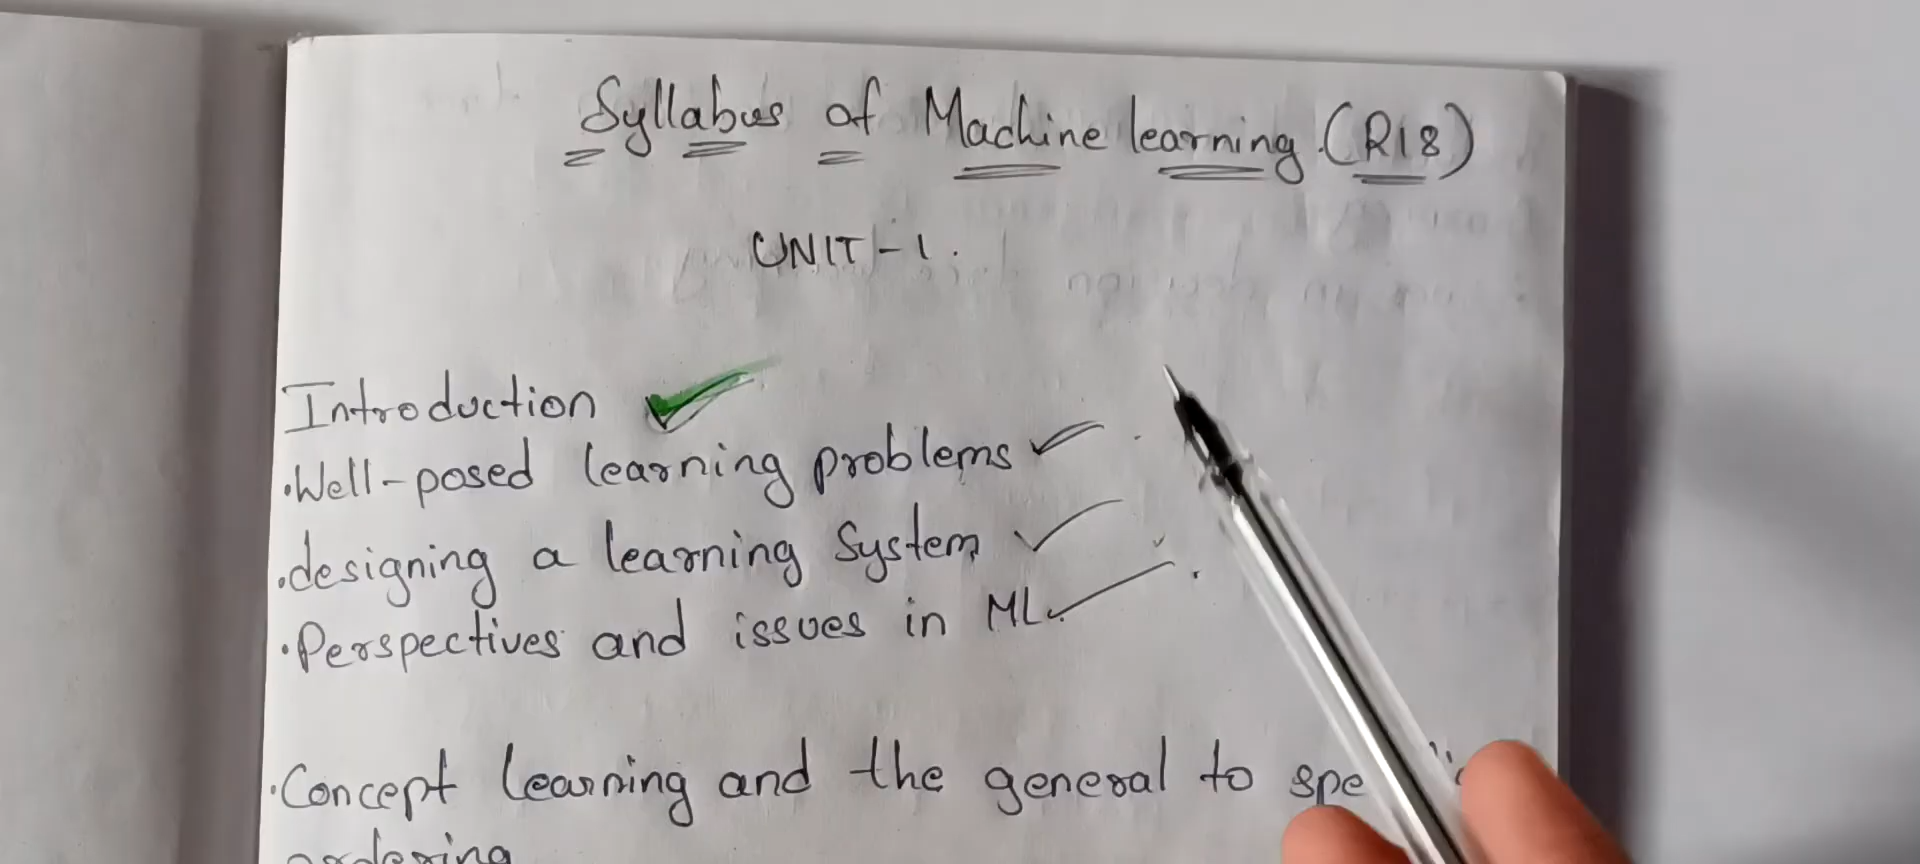 Syllabus of Machine learning (R18)
UNIT-1.
Introduction
.Well-posed learning problems
.designing a learning System
.Perspectives and issues in ML.
.Concept learning and the general to
ordering